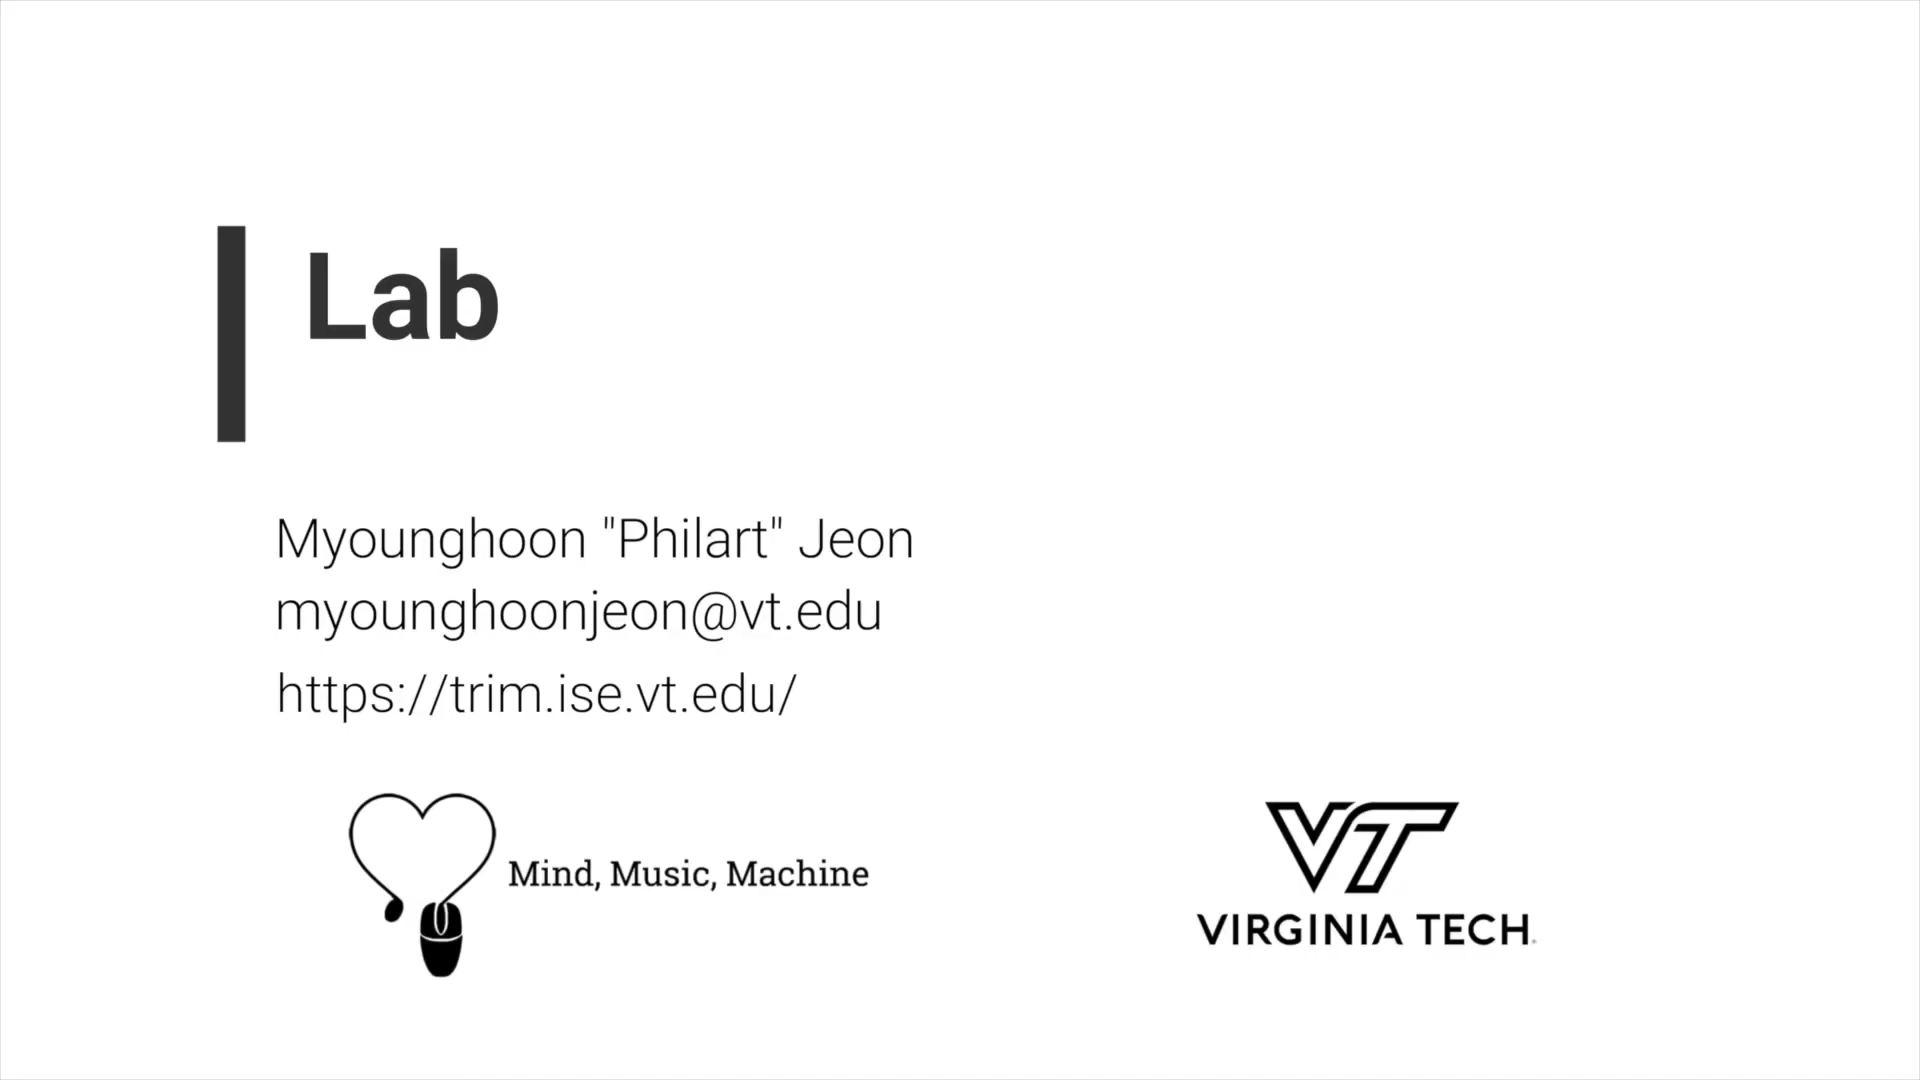 Lab
Myounghoon "Philart" Jeon
myounghoonjeon@vt.edu
https://trim.ise.vt.edu/
Mind, Music, Machine
VT
VIRGINIA TECH